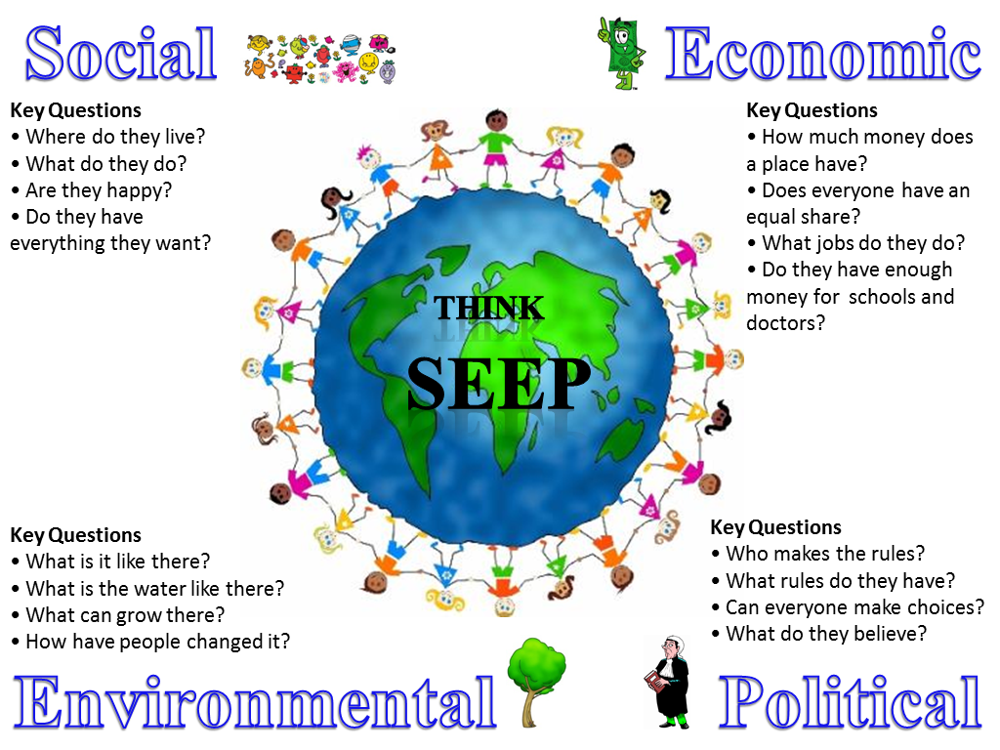 Social
Key Questions
• Where do they live?
• What do they do?
• Are they happy?
• Do they have
everything they want?
Economic
Key Questions
• How much money does
a place have?
• Does everyone have an
equal share?
• What jobs do they do?
• Do they have enough
money for schools and
doctors?
THINK
SEEP
Key Questions
• What is it like there?
• What is the water like there?
• What can grow there?
• How have people changed it?
Environmental
Key Questions
• Who makes the rules?
• What rules do they have?
• Can everyone make choices?
• What do they believe?
Political